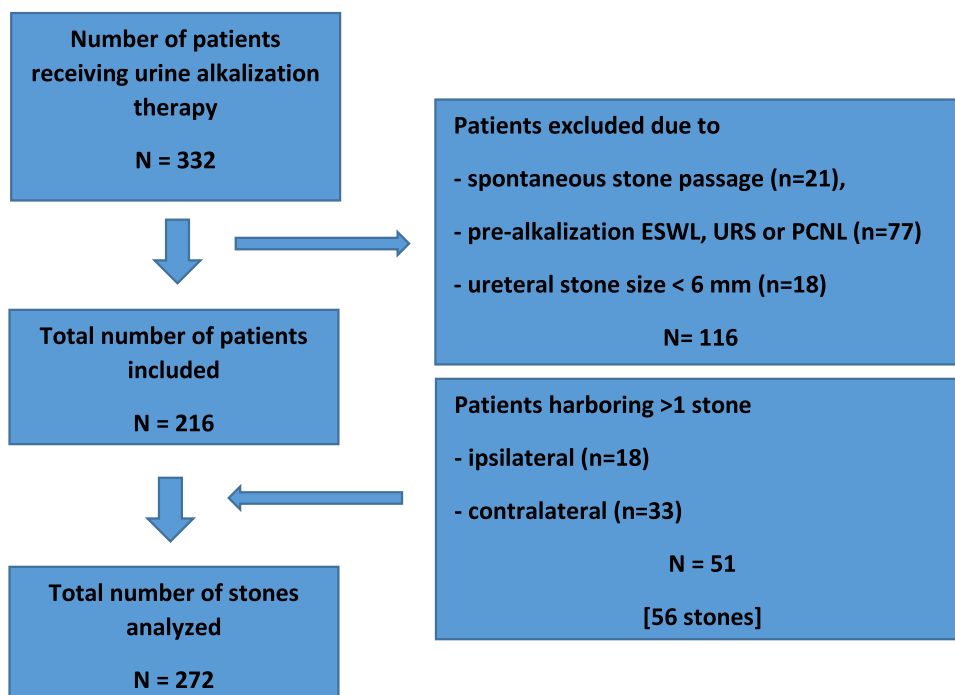 Number of patients
receiving urine alkalization
therapy
N = 332
Patients excluded due to
- spontaneous stone passage (n=21),
- pre-alkalization ESWL, URS or PCNL (n=77)
- ureteral stone size < 6 mm (n=18)
N= 116
Total number of patients
included
N = 216
Patients harboring >1 stone
- ipsilateral (n=18)
- contralateral (n=33)
N = 51
[56 stones]
Total number of stones
analyzed
N = 272